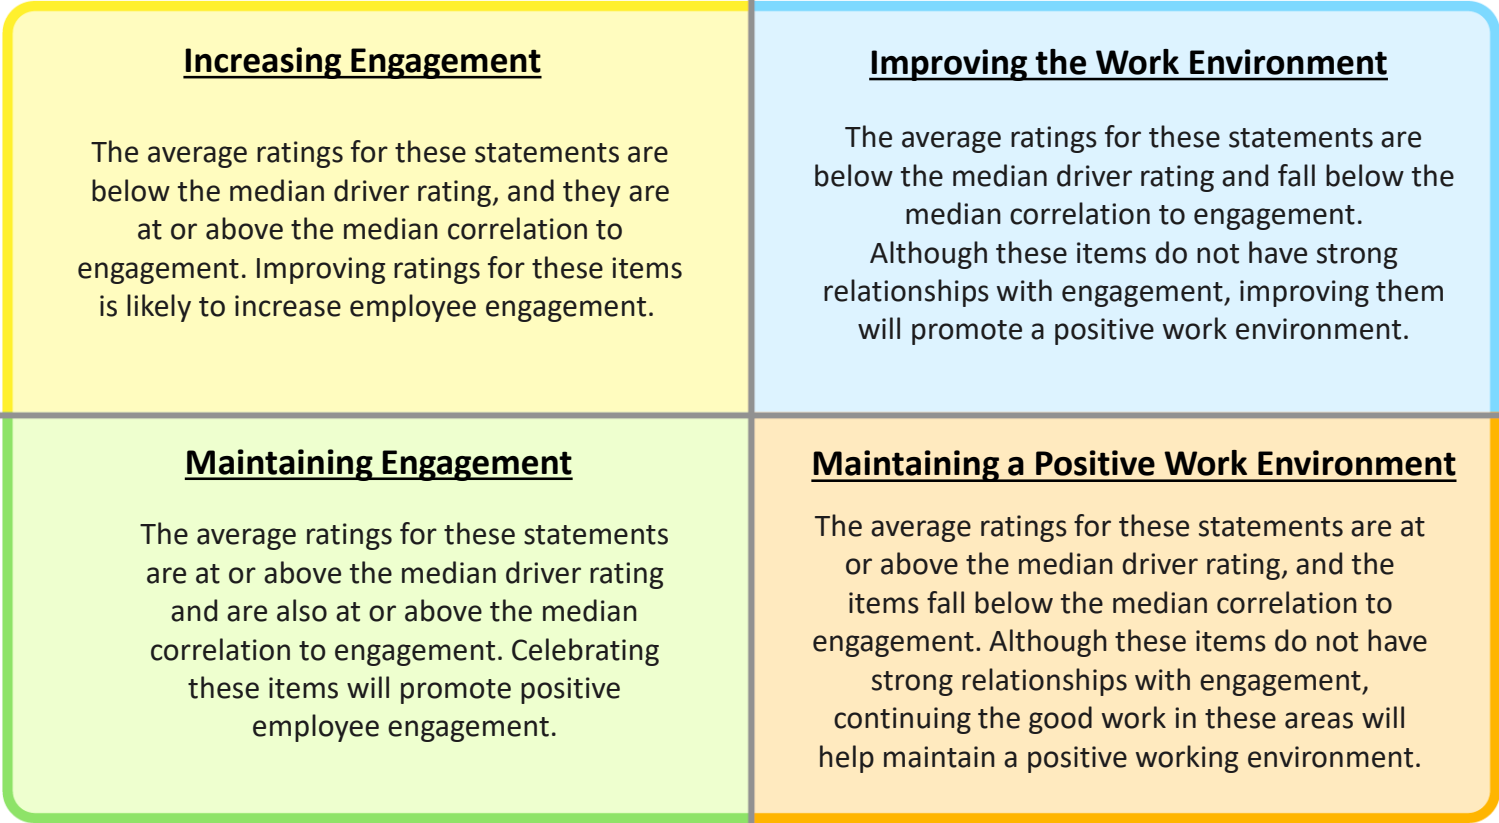 Increasing Engagement
The average ratings for these statements are
below the median driver rating, and they are
at or above the median correlation to
engagement. Improving ratings for these items
is likely to increase employee engagement.
Improving the Work Environment
The average ratings for these statements are
below the median driver rating and fall below the
median correlation to engagement.
Although these items do not have strong
relationships with engagement, improving them
will promote a positive work environment.
Maintaining Engagement
The average ratings for these statements
are at or above the median driver rating
and are also at or above the median
correlation to engagement. Celebrating
these items will promote positive
employee engagement.
Maintaining a Positive Work Environment
The average ratings for these statements are at
or above the median driver rating, and the
items fall below the median correlation to
engagement. Although these items do not have
strong relationships with engagement,
continuing the good work in these areas will
help maintain a positive working environment.